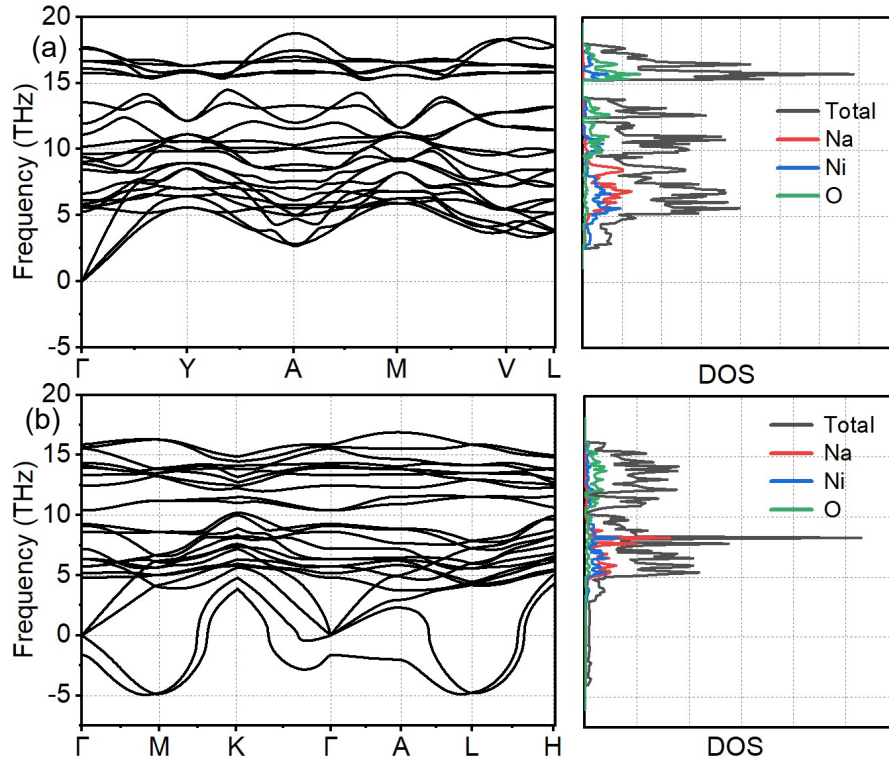 (a)
Frequency (THz)
20
15
10
5
0
-5
Γ Y A M V L
Total
Na
Ni
O
DOS
(b)
Frequency (THz)
20
15
10
5
0
-5
Γ M K Γ A L H
Total
Na
Ni
O
DOS